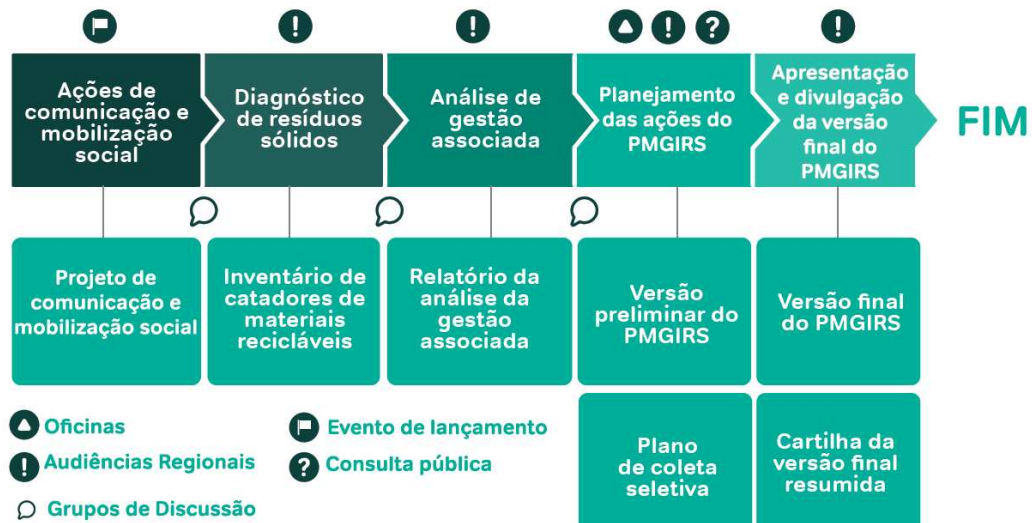 Ações de
comunicação e
mobilização
social
Diagnóstico
de resíduos
sólidos
Análise de
gestão
associada
Planejamento
das ações do
PMGIRS
Apresentação
e divulgação
da versão
final do
PMGIRS
FIM
Projeto de
comunicação e
mobilização social
Inventário de
catadores de
materiais
recicláveis
Relatório da
análise da
gestão
associada
Versão
preliminar do
PMGIRS
Versão final
do PMGIRS
Plano
de coleta
seletiva
Cartilha da
versão final
resumida
Oficinas
! Audiências Regionais
Grupos de Discussão
Evento de lançamento
? Consulta pública